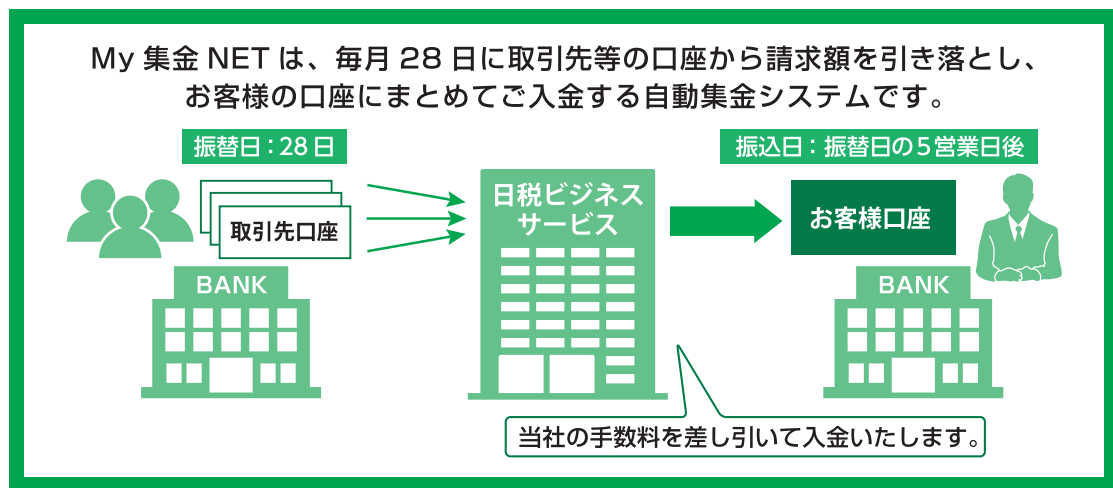 My 集金 NET は、毎月 28 日に取引先等の口座から請求額を引き落とし、
お客様の口座にまとめてご入金する自動集金システムです。
振替日：28 日
振込日：振替日の５営業日後
取引先口座
日税ビジネス
サービス
お客様口座
BANK
BANK
当社の手数料を差し引いて入金いたします。